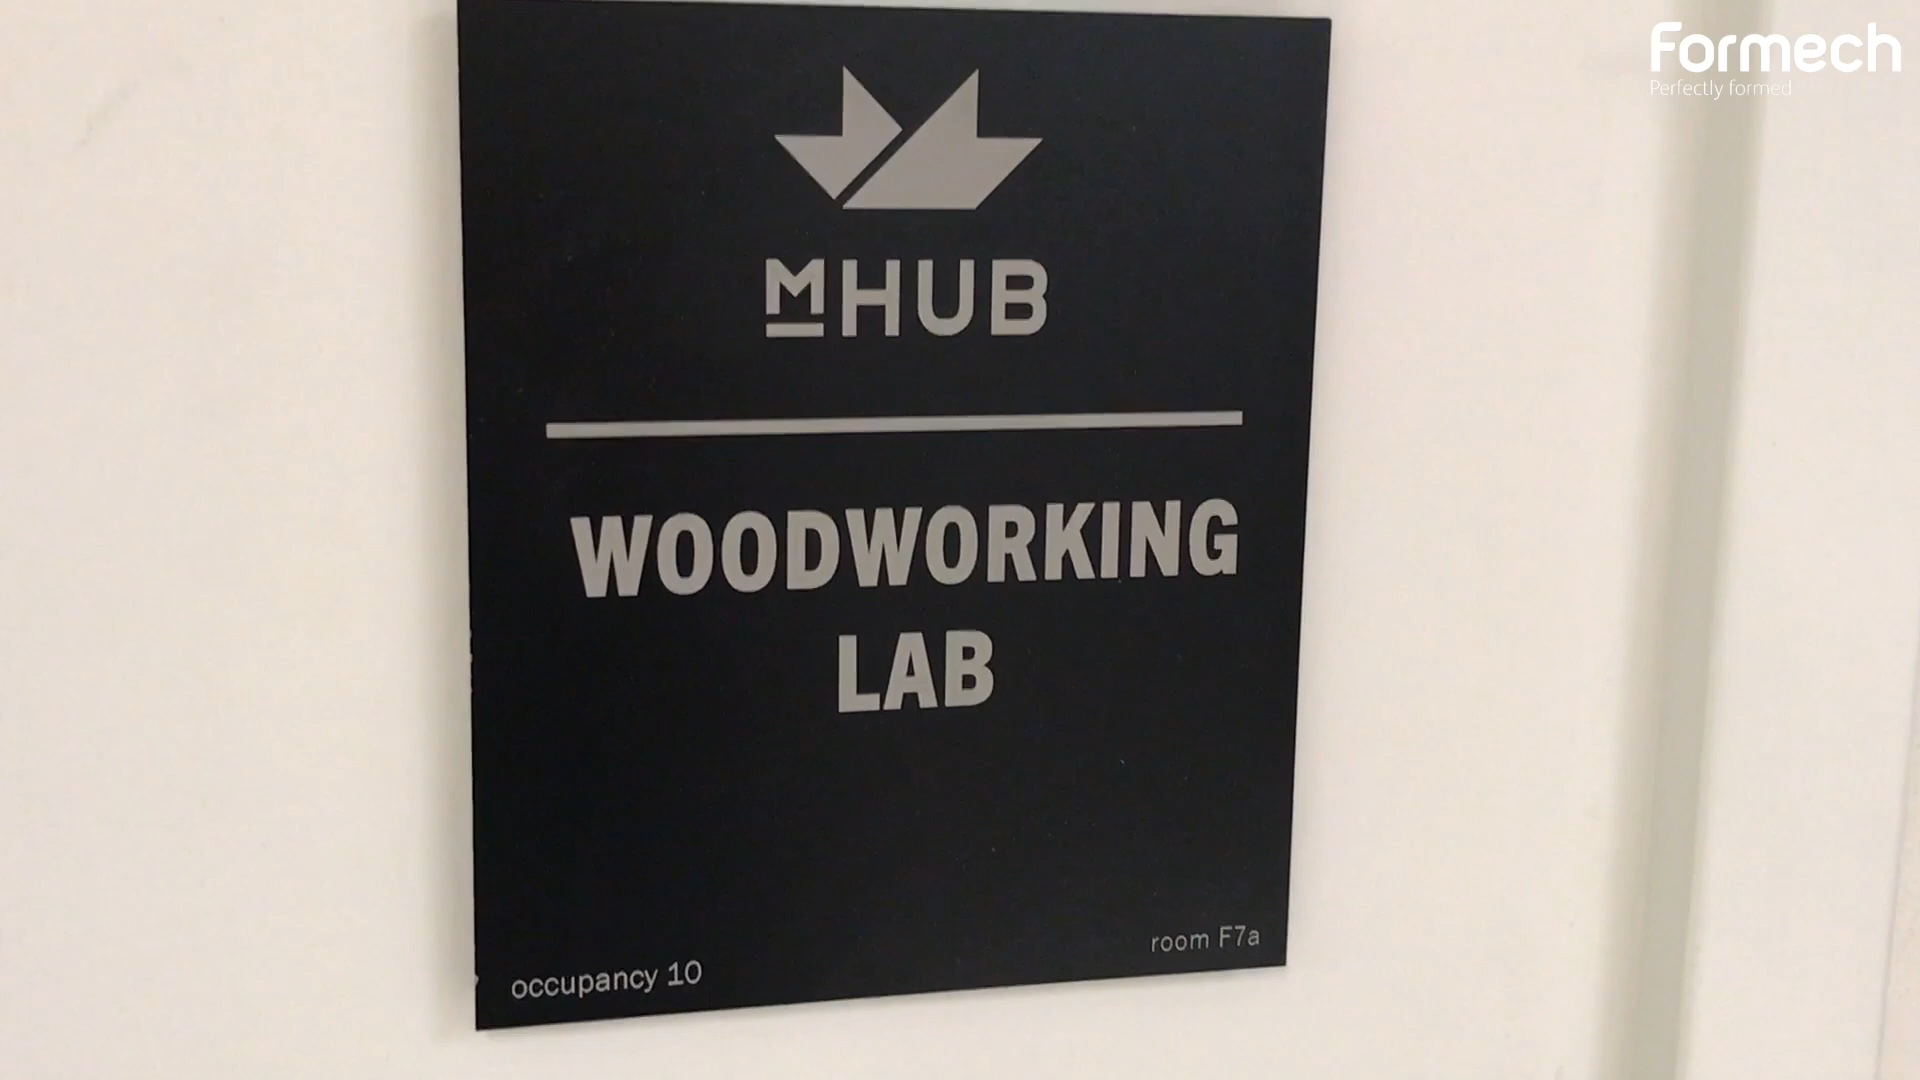 Formech
Perfectly formed
MHUB
WOODWORKING
LAB
room F7a
occupancy 10